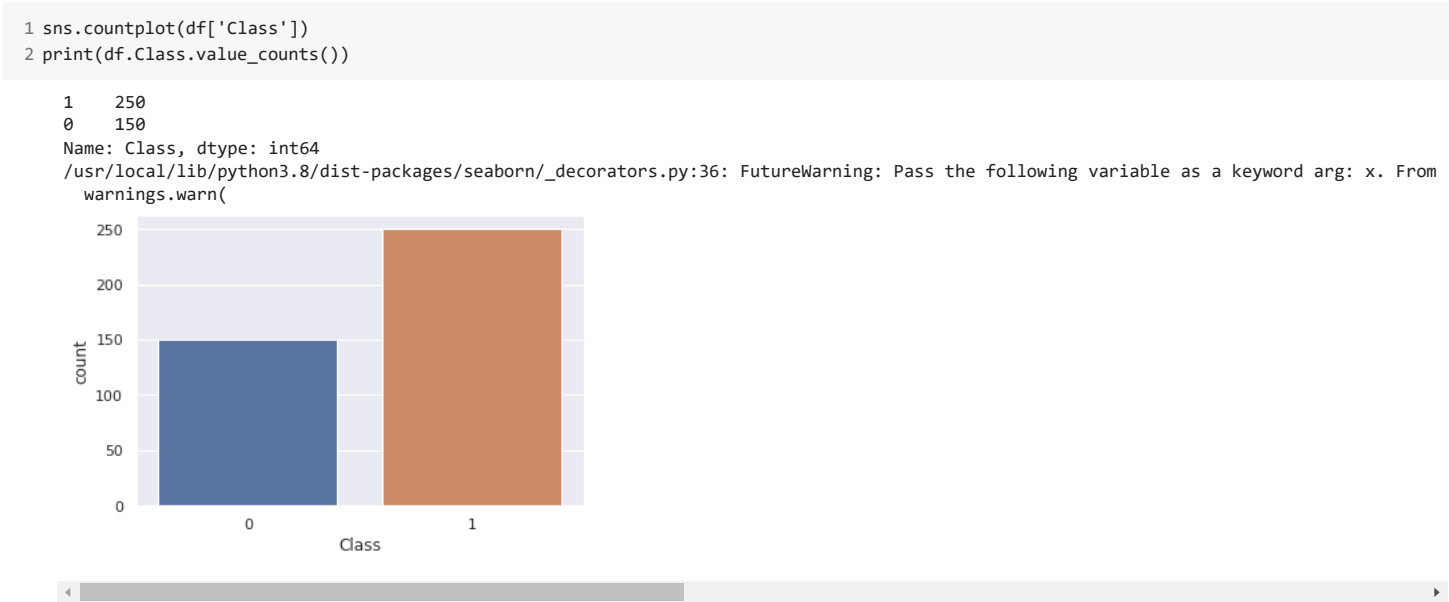 1 sns.countplot(df['Class'])
2 print(df.Class.value_counts())
1    250
0    150
Name: Class, dtype: int64
/usr/local/lib/python3.8/dist-packages/seaborn/_decorators.py:36: FutureWarning: Pass the following variable as a keyword arg: x. From
  warnings.warn(
250
200
150
100
50
0
count
0 1
Class